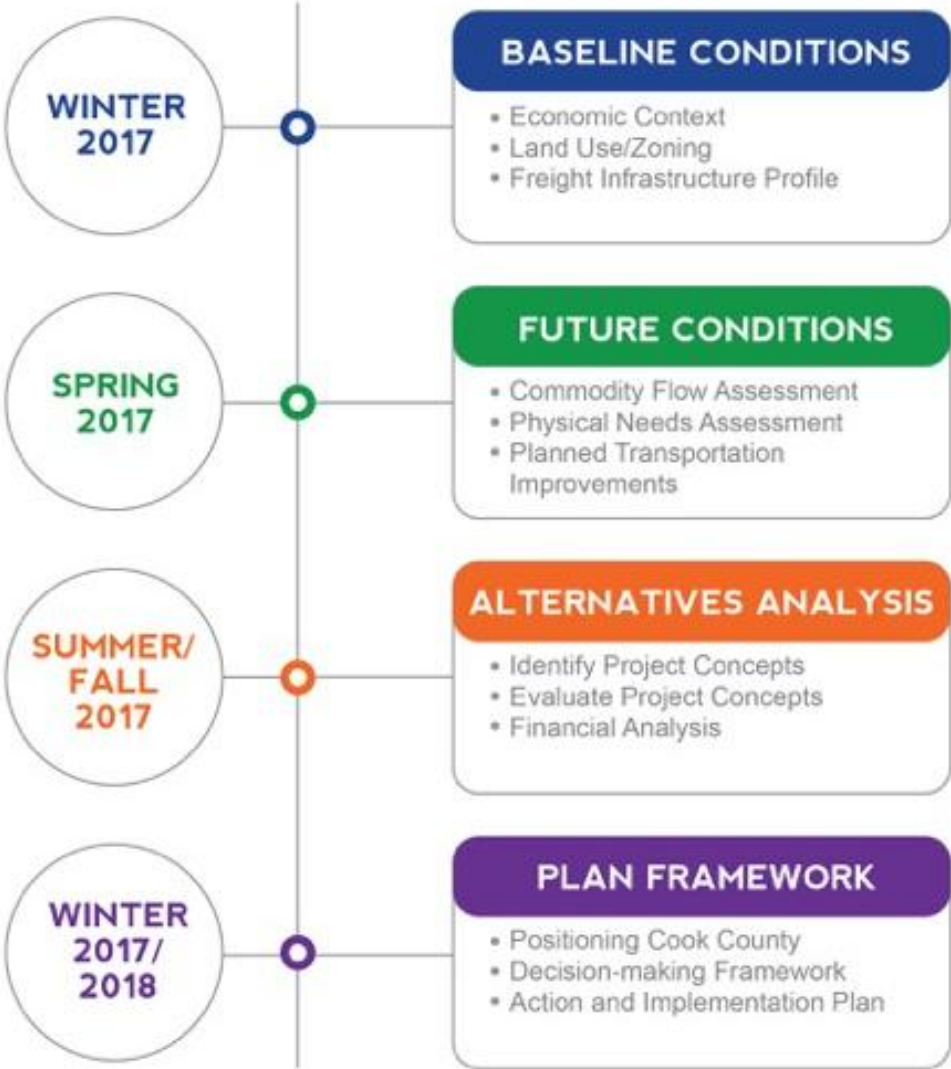 WINTER
2017
BASELINE CONDITIONS
• Economic Context
• Land Use/Zoning
• Freight Infrastructure Profile
SPRING
2017
FUTURE CONDITIONS
• Commodity Flow Assessment
• Physical Needs Assessment
• Planned Transportation
Improvements
SUMMER/
FALL
2017
ALTERNATIVES ANALYSIS
• Identify Project Concepts
• Evaluate Project Concepts
• Financial Analysis
WINTER
2017/
2018
PLAN FRAMEWORK
• Positioning Cook County
• Decision-making Framework
• Action and Implementation Plan